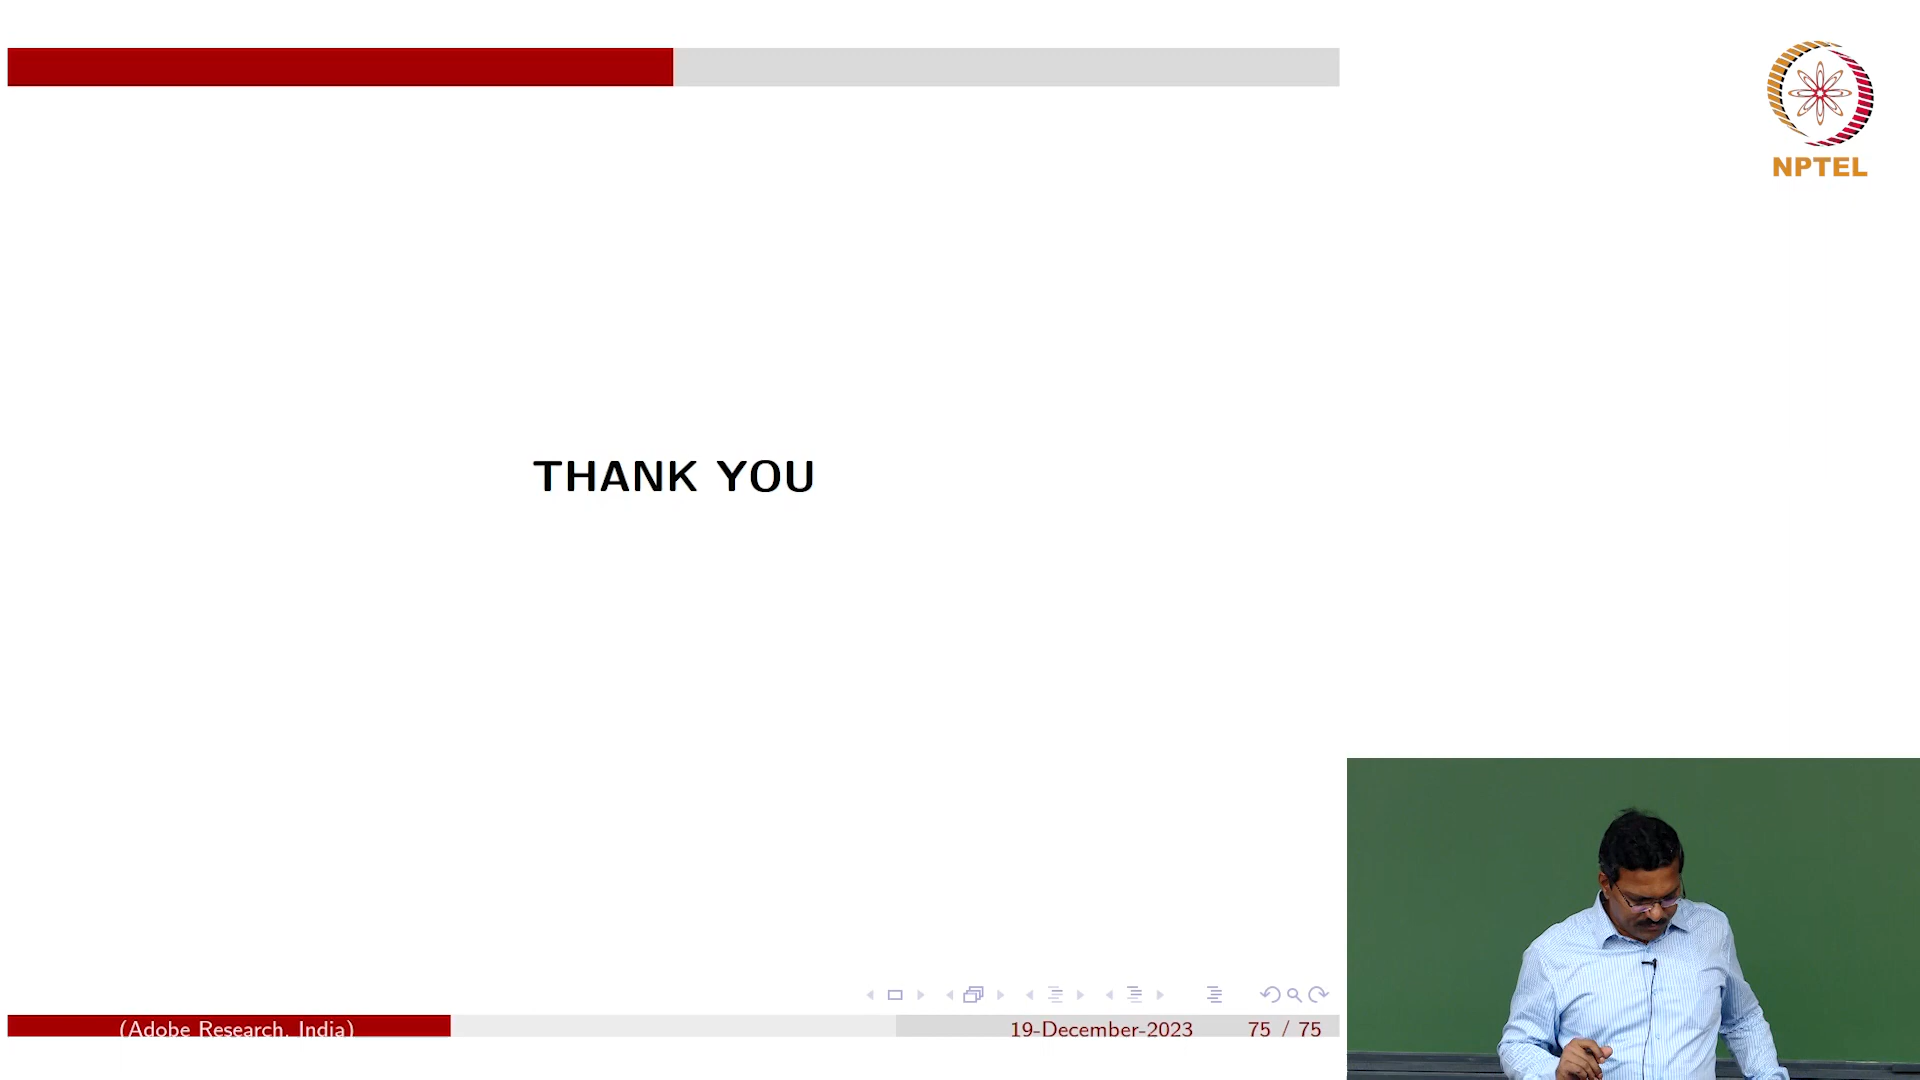 NPTEL
THANK YOU
(Adobe Research, India)
19-December-2023
75 / 75